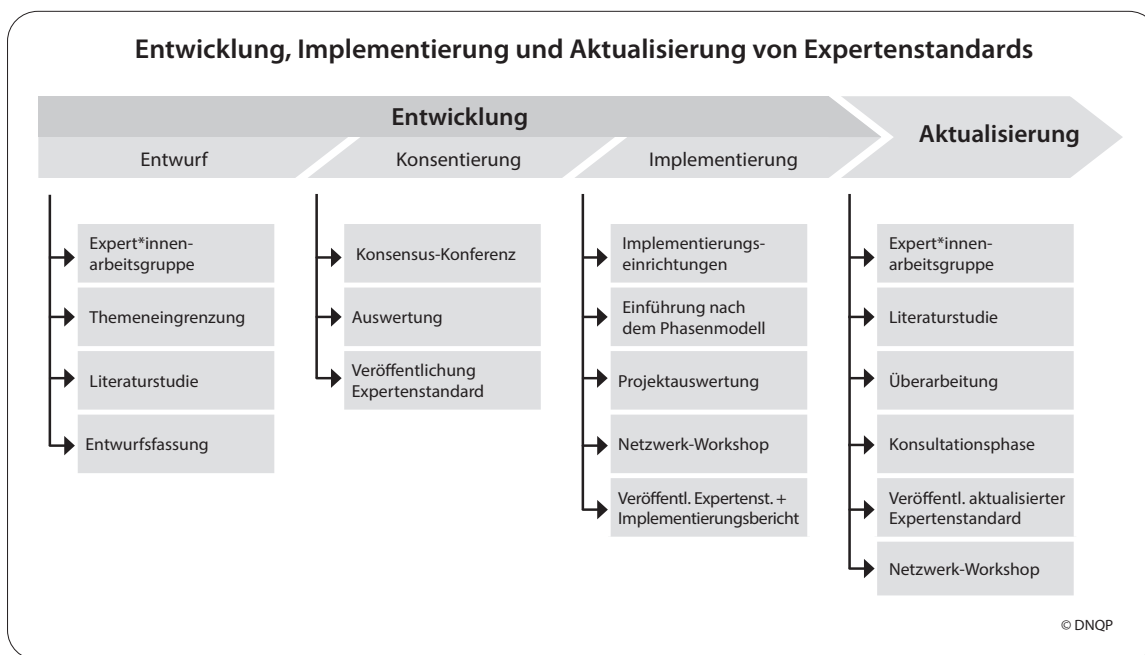 Entwicklung, Implementierung und Aktualisierung von Expertenstandards
Entwicklung
Aktualisierung
Entwurf
Konsentierung
Implementierung
Expert*innen-
arbeitsgruppe
Themeneingrenzung
Literaturstudie
Entwurfsfassung
Konsensus-Konferenz
Auswertung
Veröffentlichung
Expertenstandard
Implementierungs-
einrichtungen
Einführung nach
dem Phasenmodell
Projektauswertung
Netzwerk-Workshop
Veröffentl. Expertenst. +
Implementierungsbericht
Expert*innen-
arbeitsgruppe
Literaturstudie
Überarbeitung
Konsultationsphase
Veröffentl. aktualisierter
Expertenstandard
Netzwerk-Workshop
© DNQP